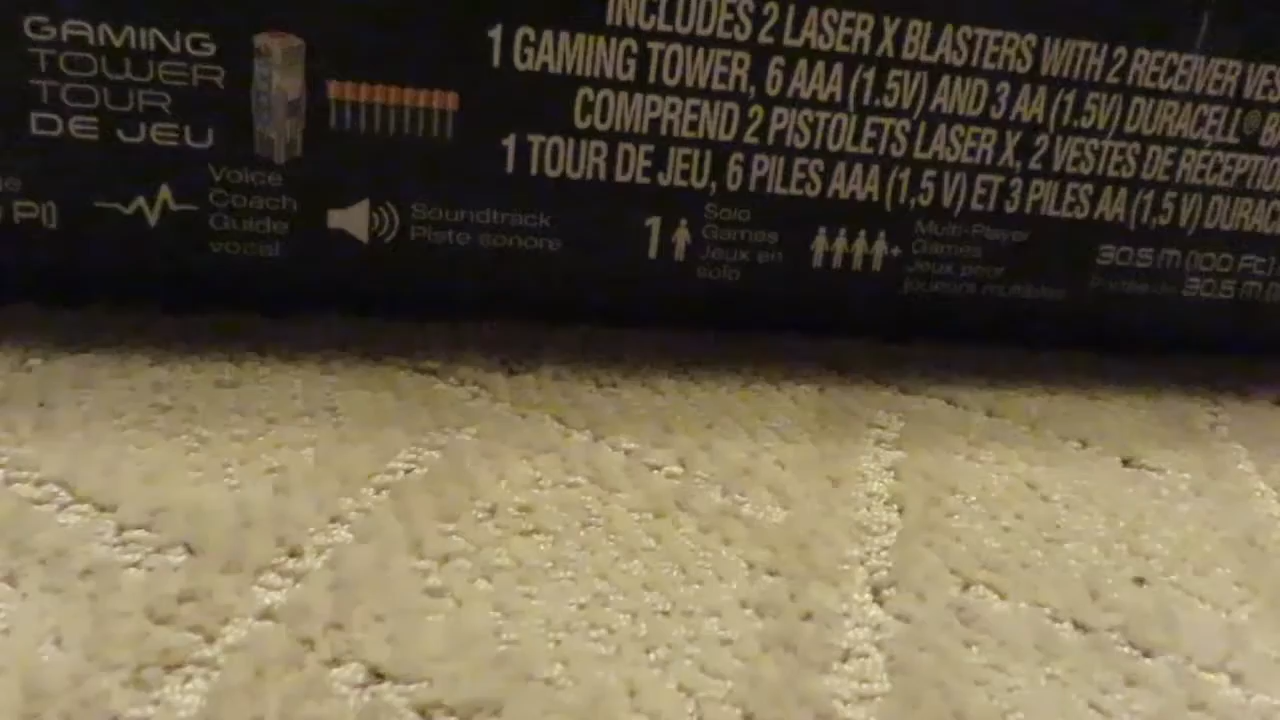 GAMING
TOWER
TOUR
DE JEU
INCLUDES 2 LASER X BLASTERS WITH 2 RECEIVER
1 GAMING TOWER, 6 AAA (1.5V) AND 3 AA (1.5V) DURACELL®
COMPREND 2 PISTOLETS LASER X, 2 VESTES DE
1 TOUR DE JEU, 6 PILES AAA (1,5 V) ET 3 PILES AA (1,5 V)
Voice
Coach
Guide
vocal
Soundtrack
Piste sonore
1
Solo
Games
Jeux en
solo
+
Multi-Player
Games
Jeux pour
joueurs multiples
30.5 m (100 Ft)
30.5 m